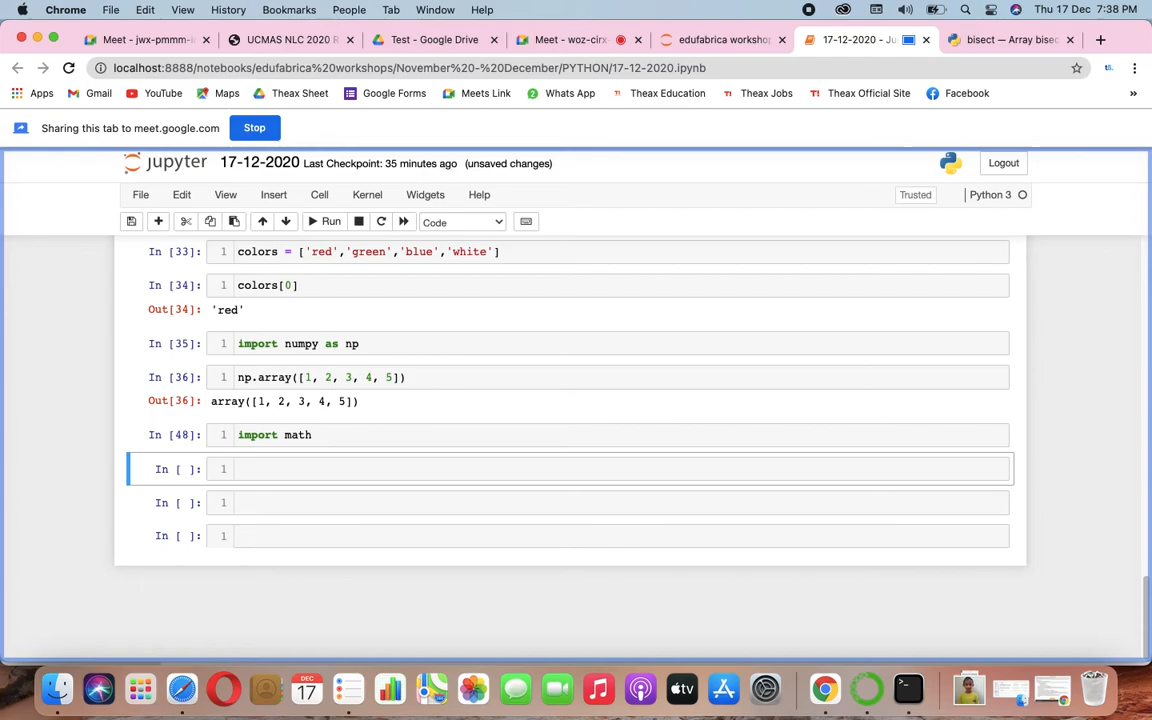 Chrome File Edit View History Bookmarks People Tab Window Help Thu 17 Dec 7:38 PM
Meet - jwx-pmmm-i UCMAS NLC 2020 R Test - Google Drive Meet - woz-cirx- edufabrica worksho 17-12-2020 - Ju bisect — Array bisec
localhost:8888/notebooks/edufabrica%20workshops/November%20-%20December/PYTHON/17-12-2020.ipynb
Apps Gmail YouTube Maps Theax Sheet Google Forms Meets Link Whats App Theax Education Theax Jobs Theax Official Site Facebook »
Sharing this tab to meet.google.com Stop
jupyter 17-12-2020 Last Checkpoint: 35 minutes ago (unsaved changes) Logout
File Edit View Insert Cell Kernel Widgets Help Trusted Python 3
Run Code
In [33]: 1 colors = ['red','green','blue','white']
In [34]: 1 colors[0]
Out[34]: 'red'
In [35]: 1 import numpy as np
In [36]: 1 np.array([1, 2, 3, 4, 5])
Out[36]: array([1, 2, 3, 4, 5])
In [48]: 1 import math
In [ ]: 1
In [ ]: 1
In [ ]: 1
DEC
17
tv